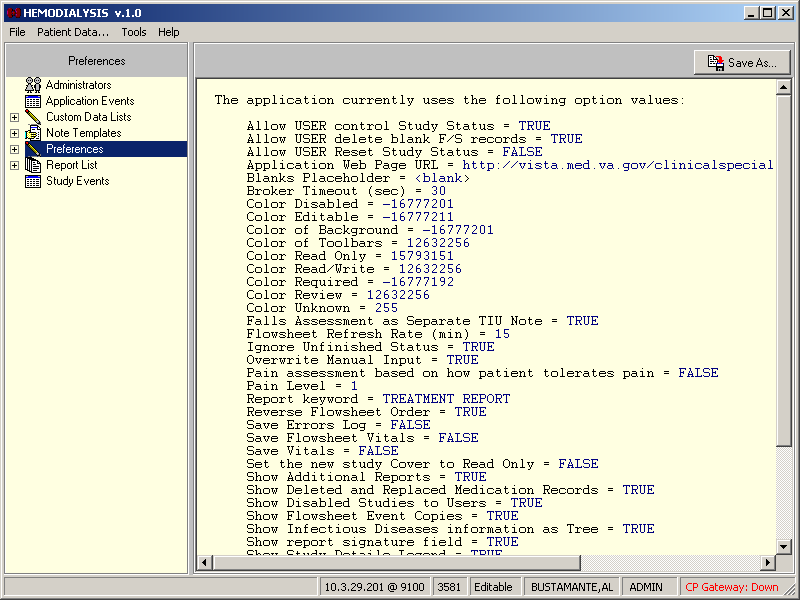 HEMODIALYSIS v.1.0
File Patient Data... Tools Help
Preferences
Save As...
Administrators
Application Events
Custom Data Lists
Note Templates
Preferences
Report List
Study Events
The application currently uses the following option values:
Allow USER control Study Status = TRUE
Allow USER delete blank F/S records = TRUE
Allow USER Reset Study Status = FALSE
Application Web Page URL = http://vista.med.va.gov/clinicalspecial
Blanks Placeholder = <blank>
Broker Timeout (sec) = 30
Color Disabled = -16777201
Color Editable = -16777211
Color of Background = -16777201
Color of Toolbars = 12632256
Color Read Only = 15793151
Color Read/Write = 12632256
Color Required = -16777192
Color Review = 12632256
Color Unknown = 255
Falls Assessment as Separate TIU Note = TRUE
Flowsheet Refresh Rate (min) = 15
Ignore Unfinished Status = TRUE
Overwrite Manual Input = TRUE
Pain assessment based on how patient tolerates pain = FALSE
Pain Level = 1
Report keyword = TREATMENT REPORT
Reverse Flowsheet Order = TRUE
Save Errors Log = FALSE
Save Flowsheet Vitals = FALSE
Save Vitals = FALSE
Set the new study Cover to Read Only = FALSE
Show Additional Reports = TRUE
Show Deleted and Replaced Medication Records = TRUE
Show Disabled Studies to Users = TRUE
Show Flowsheet Event Copies = TRUE
Show Infectious Diseases information as Tree = TRUE
Show report signature field = TRUE
Show Study Details Legend = TRUE
10.3.29.201 @ 9100 3581 Editable BUSTAMANTE,AL ADMIN CP Gateway: Down